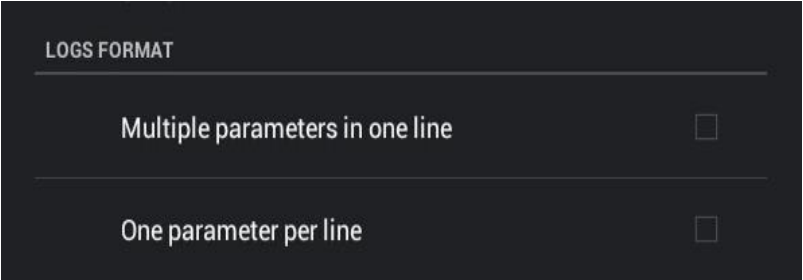 LOGS FORMAT
Multiple parameters in one line
One parameter per line